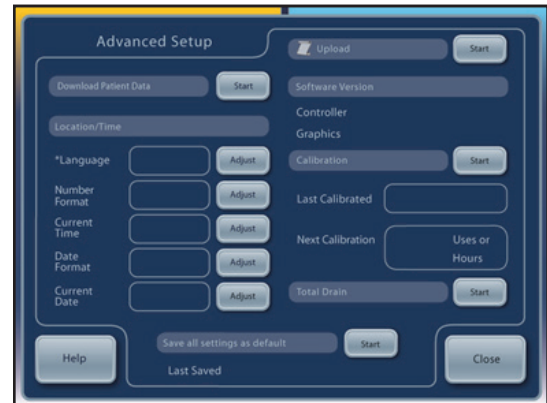 Advanced Setup
Upload
Start
Download Patient Data
Start
Software Version
Controller
Graphics
Location/Time
*Language
Adjust
Number
Format
Adjust
Current
Time
Adjust
Date
Format
Adjust
Current
Date
Adjust
Calibration
Start
Last Calibrated
Next Calibration
Uses or
Hours
Total Drain
Start
Help
Save all settings as default
Start
Last Saved
Close